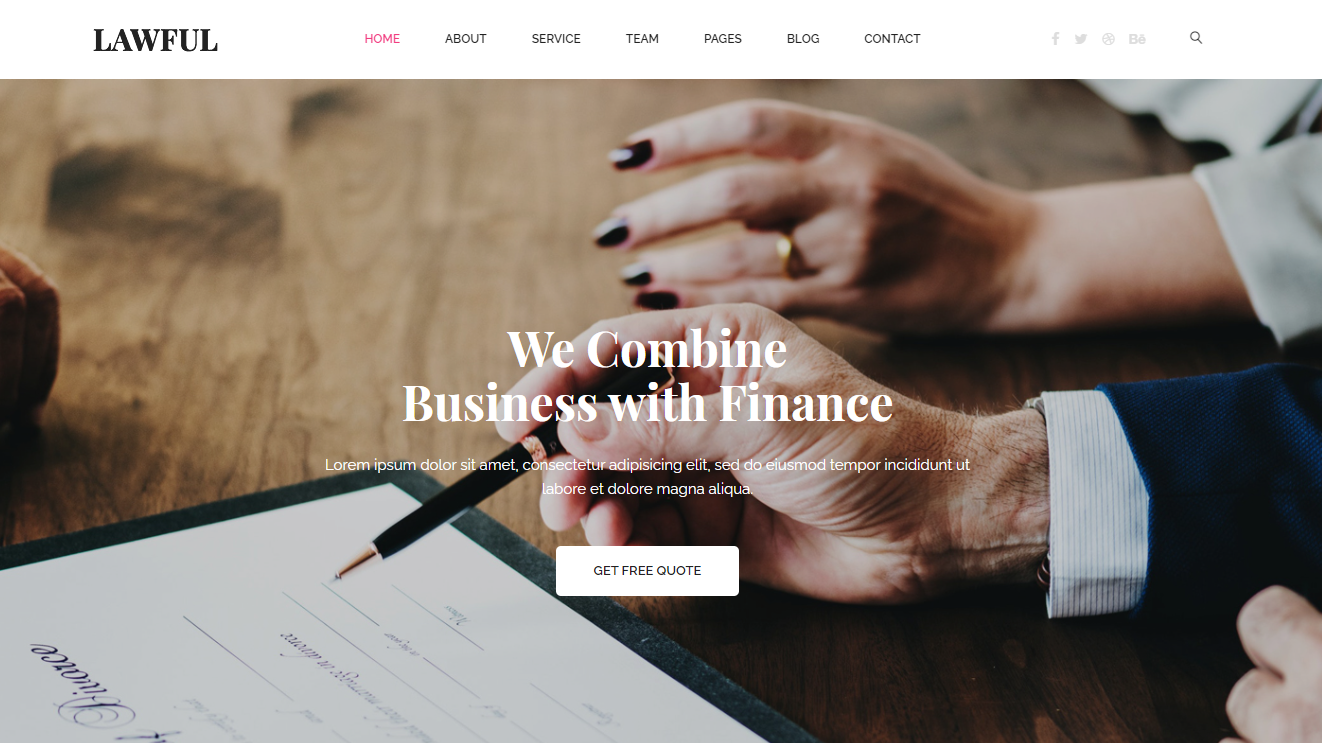 LAWFUL
HOME ABOUT SERVICE TEAM PAGES BLOG CONTACT
We Combine
Business with Finance
Lorem ipsum dolor sit amet, consectetur adipisicing elit, sed do eiusmod tempor incididunt ut
labore et dolore magna aliqua.
GET FREE QUOTE